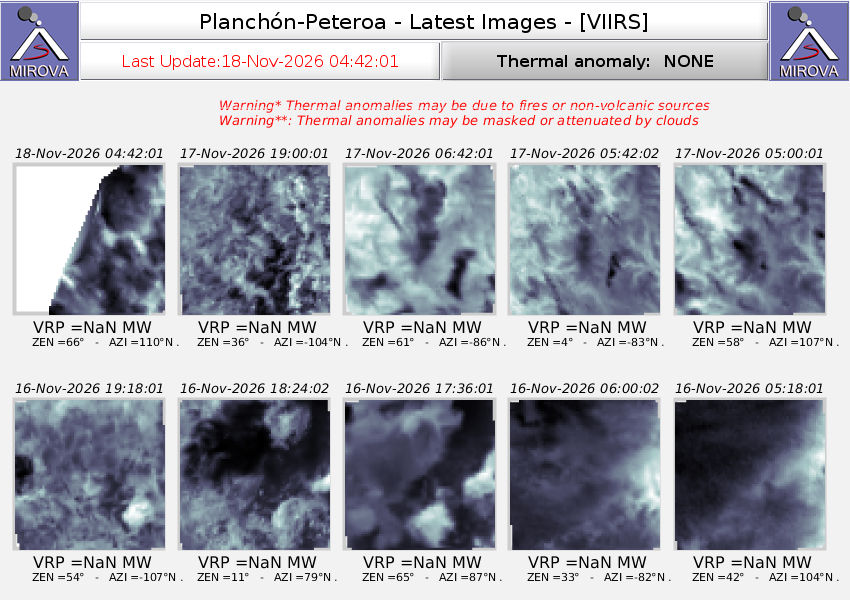 Planchón-Peteroa - Latest Images - [VIIRS]
MIROVA
Last Update:18-Nov-2026 04:42:01
Thermal anomaly: NONE
MIROVA
Warning* Thermal anomalies may be due to fires or non-volcanic sources
Warning**: Thermal anomalies may be masked or attenuated by clouds
18-Nov-2026 04:42:01 17-Nov-2026 19:00:01 17-Nov-2026 06:42:01 17-Nov-2026 05:42:02 17-Nov-2026 05:00:01
VRP =NaN MW VRP =NaN MW VRP =NaN MW VRP =NaN MW VRP =NaN MW
ZEN =66° - AZI =110°N . ZEN =36° - AZI =-104°N . ZEN =61° - AZI =-86°N . ZEN =4° - AZI =-83°N . ZEN =58° - AZI =107°N .
16-Nov-2026 19:18:01 16-Nov-2026 18:24:02 16-Nov-2026 17:36:01 16-Nov-2026 06:00:02 16-Nov-2026 05:18:01
VRP =NaN MW VRP =NaN MW VRP =NaN MW VRP =NaN MW VRP =NaN MW
ZEN =54° - AZI =-107°N . ZEN =11° - AZI =79°N . ZEN =65° - AZI =87°N . ZEN =33° - AZI =-82°N . ZEN =42° - AZI =104°N .